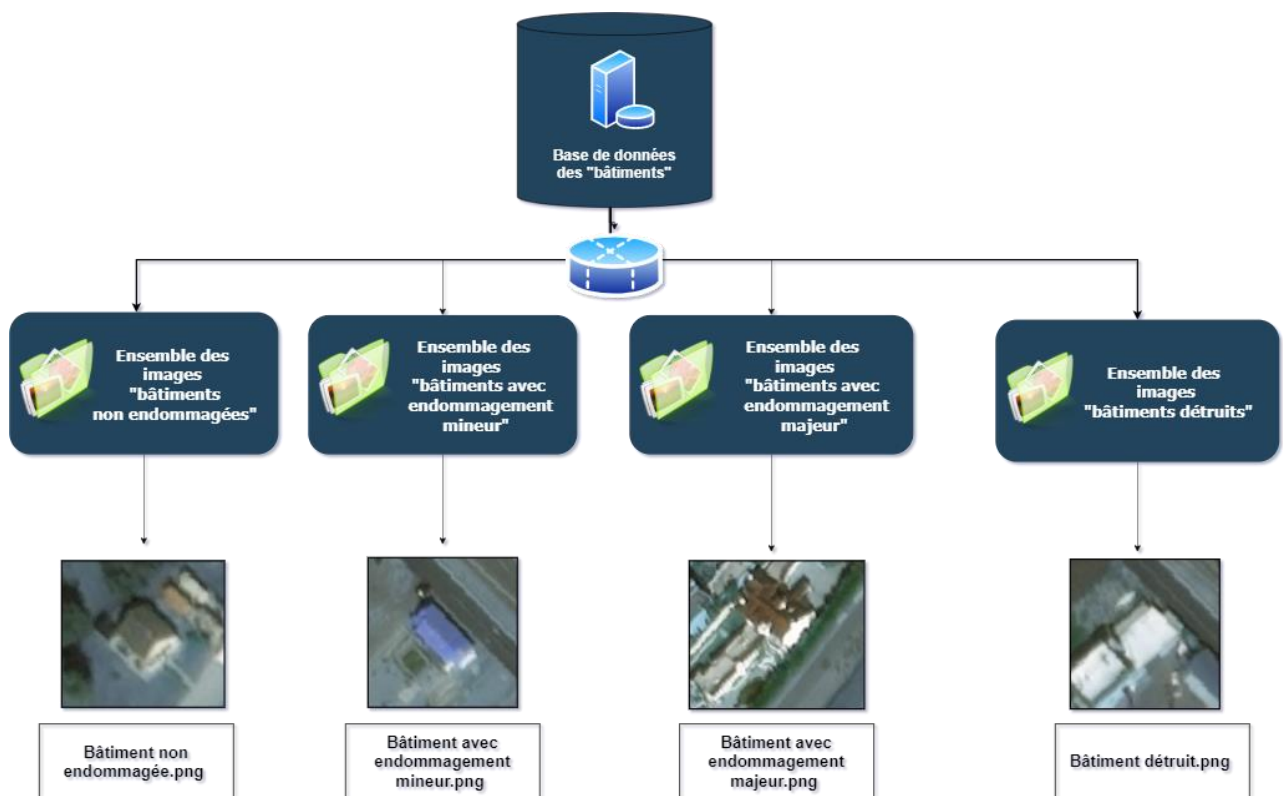 Base de données
des "bâtiments"
Ensemble des
images
"bâtiments
non endommagées"
Ensemble des
images
"bâtiments avec
endommagement
mineur"
Ensemble des
images
"bâtiments avec
endommagement
majeur"
Ensemble des
images
"bâtiments détruits"
Bâtiment non
endommagée.png
Bâtiment avec
endommagement
mineur.png
Bâtiment avec
endommagement
majeur.png
Bâtiment détruit.png